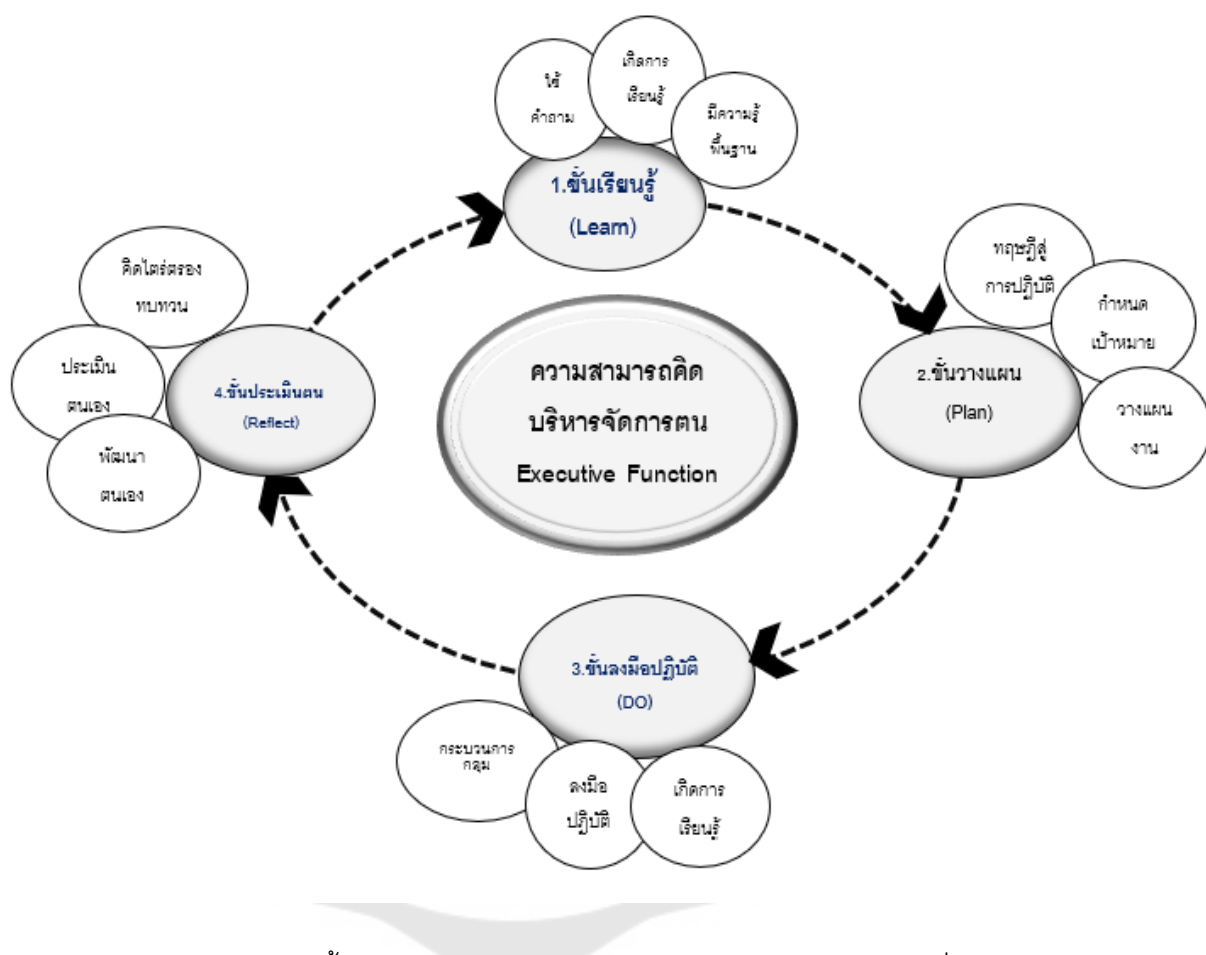 ใช้
คำถาม
เกิดการ
เรียนรู้
มีความรู้
พื้นฐาน
1.ขั้นเรียนรู้
(Learn)
ทฤษฎีสู่
การปฏิบัติ
กำหนด
เป้าหมาย
วางแผน
งาน
2.ขั้นวางแผน
(Plan)
ความสามารถคิด
บริหารจัดการตน
Executive Function
คิดไตร่ตรอง
ทบทวน
ประเมิน
ตนเอง
พัฒนา
ตนเอง
4.ขั้นประเมินตน
(Reflect)
3.ขั้นลงมือปฏิบัติ
(DO)
กระบวนการ
กลุม
ลงมือ
ปฏิบัติ
เกิดการ
เรียนรู้